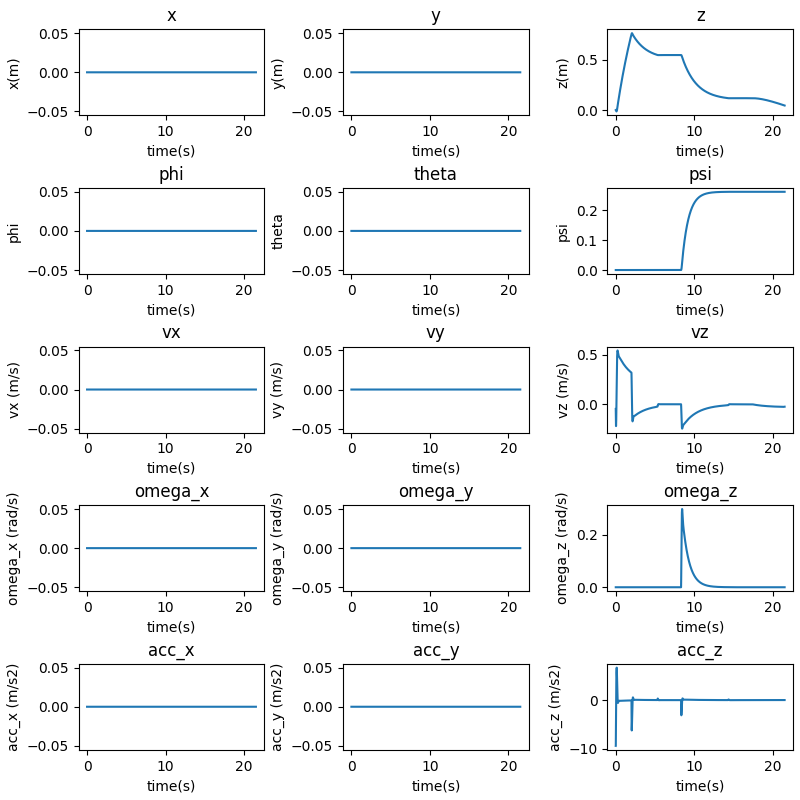 x y z
x(m) 0.05 0.00 −0.05 y(m) 0.05 0.00 −0.05 z(m) 0.5 0.0
0 10 20 0 10 20 0 10 20
time(s) time(s) time(s)
phi theta psi
phi 0.05 0.00 −0.05 theta 0.05 0.00 −0.05 psi 0.2 0.1 0.0
0 10 20 0 10 20 0 10 20
time(s) time(s) time(s)
vx vy vz
vx (m/s) 0.05 0.00 −0.05 vy (m/s) 0.05 0.00 −0.05 vz (m/s) 0.5 0.0
0 10 20 0 10 20 0 10 20
time(s) time(s) time(s)
omega_x omega_y omega_z
omega_x (rad/s) 0.05 0.00 −0.05 omega_y (rad/s) 0.05 0.00 −0.05 omega_z (rad/s) 0.2 0.0
0 10 20 0 10 20 0 10 20
time(s) time(s) time(s)
acc_x acc_y acc_z
acc_x (m/s2) 0.05 0.00 −0.05 acc_y (m/s2) 0.05 0.00 −0.05 acc_z (m/s2) 0 −10
0 10 20 0 10 20 0 10 20
time(s) time(s) time(s)